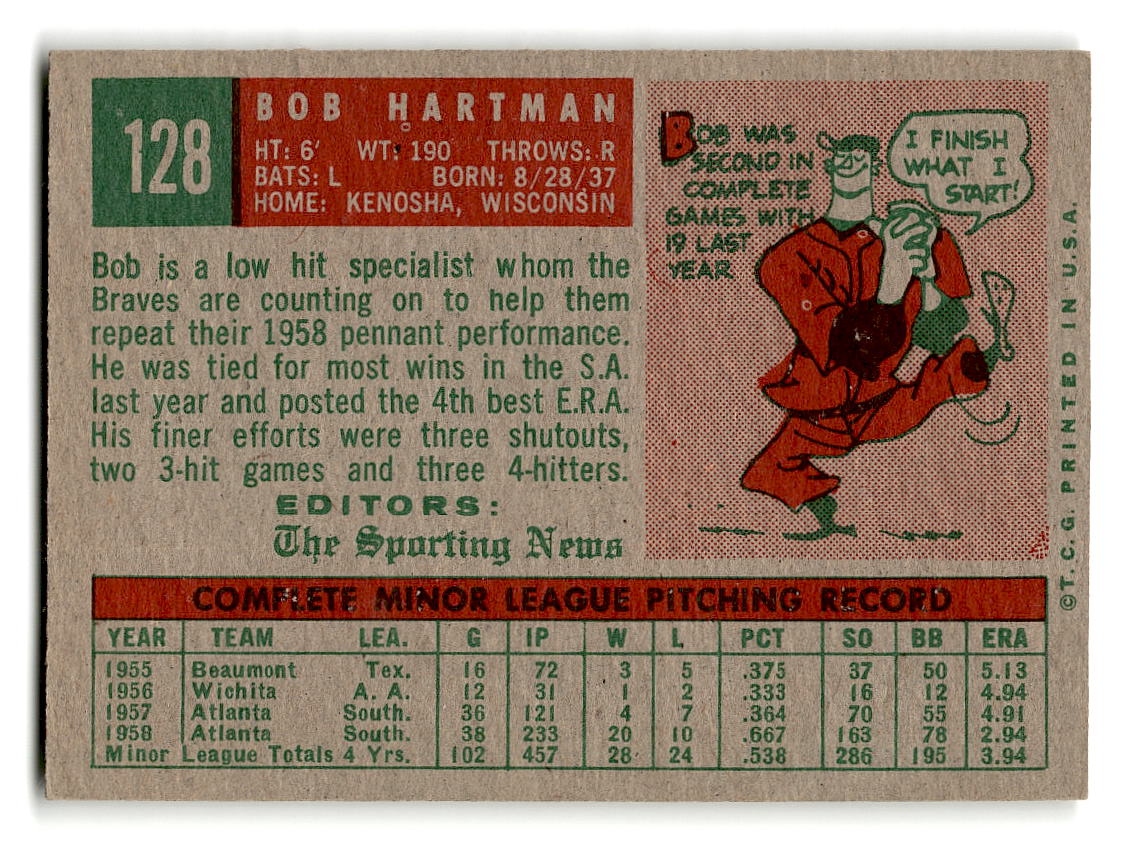 128
BOB HARTMAN
HT: 6' WT: 190 THROWS: R
BATS: L BORN: 8/28/37
HOME: KENOSHA, WISCONSIN
Bob is a low hit specialist whom the
Braves are counting on to help them
repeat their 1958 pennant performance.
He was tied for most wins in the S.A.
last year and posted the 4th best E.R.A.
His finer efforts were three shutouts,
two 3-hit games and three 4-hitters.
EDITORS:
The Sporting News
BOB WAS
SECOND IN
COMPLETE
GAMES WITH
19 LAST
YEAR
I FINISH
WHAT I
START!
©T.C.G. PRINTED IN U.S.A.
COMPLETE MINOR LEAGUE PITCHING RECORD
YEAR TEAM LEA. G IP W L PCT SO BB ERA
1955 Beaumont Tex. 16 72 3 5 .375 37 50 5.13
1956 Wichita A. A. 12 31 1 2 .333 16 12 4.94
1957 Atlanta South. 36 121 4 7 .364 70 55 4.91
1958 Atlanta South. 38 233 20 10 .667 163 78 2.94
Minor League Totals 4 Yrs. 102 457 28 24 .538 286 195 3.94